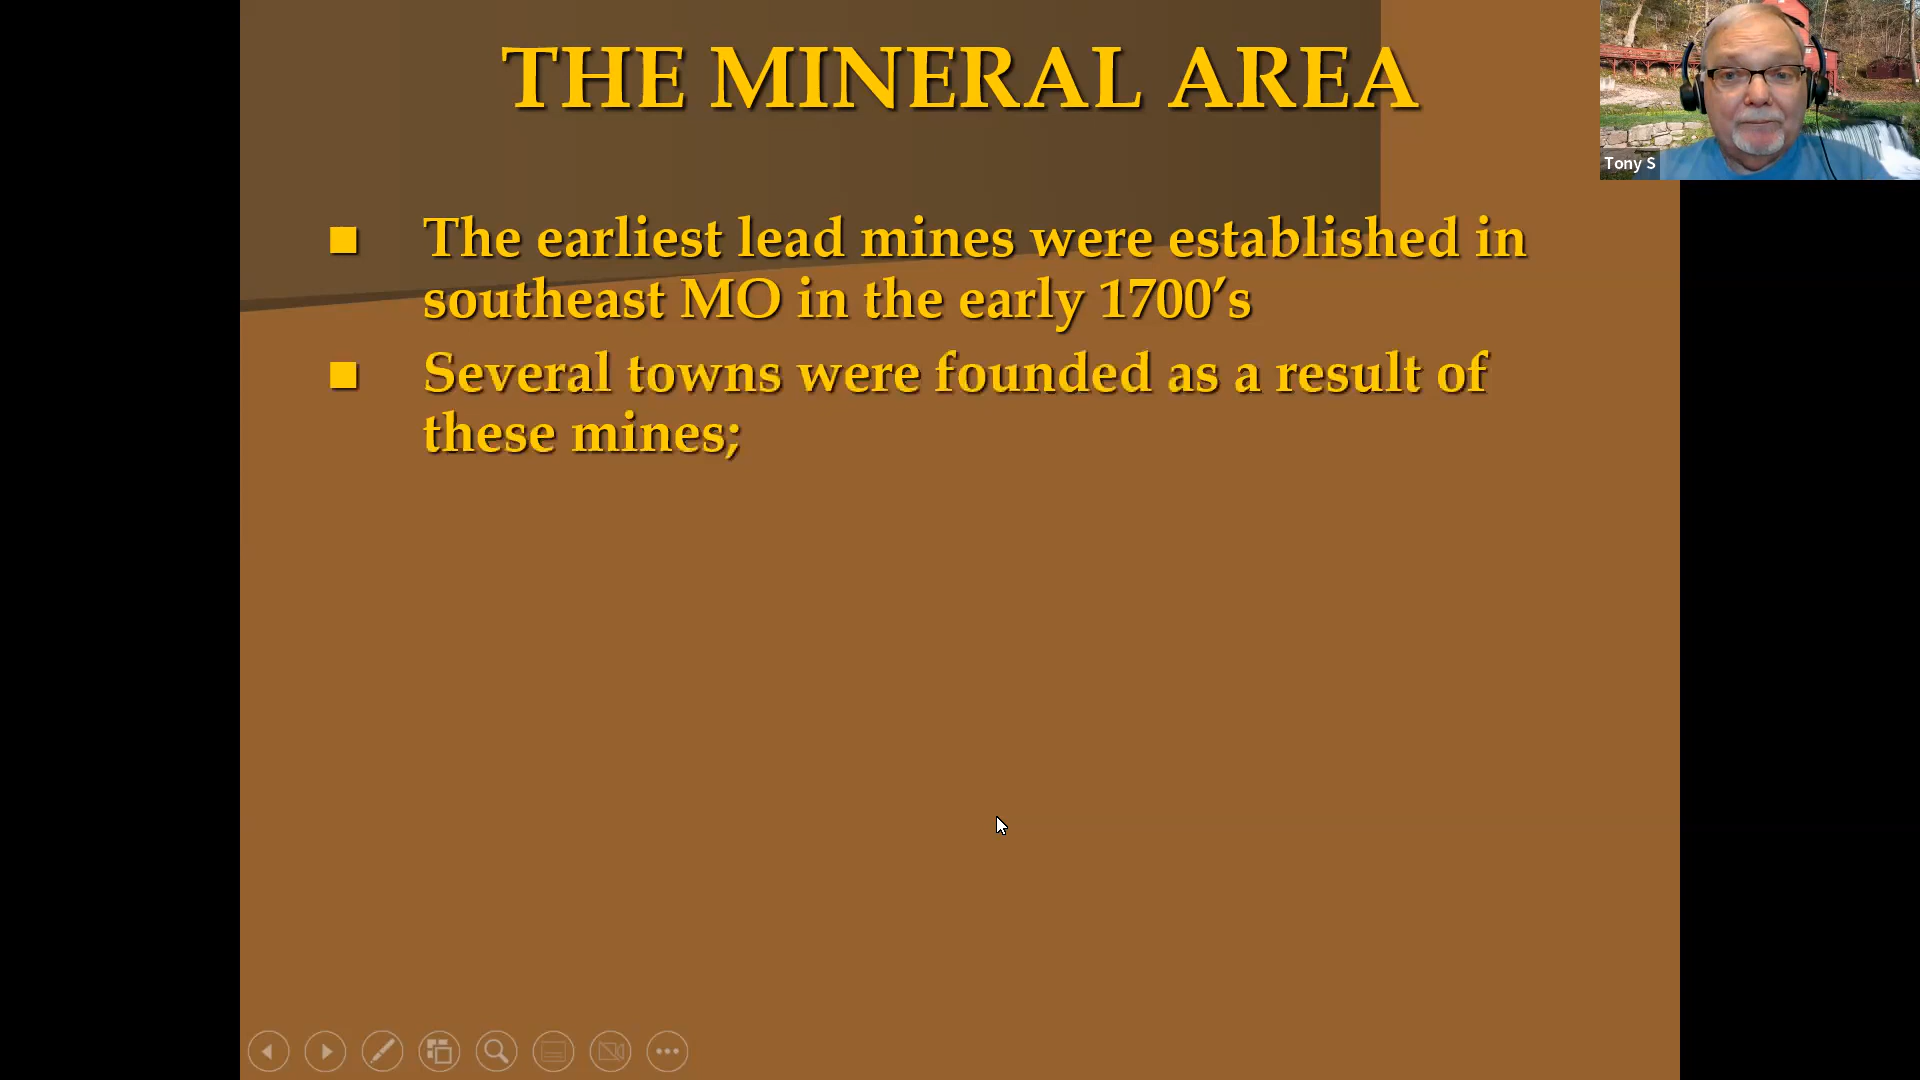 THE MINERAL AREA
Tony S
The earliest lead mines were established in
southeast MO in the early 1700’s
Several towns were founded as a result of
these mines;